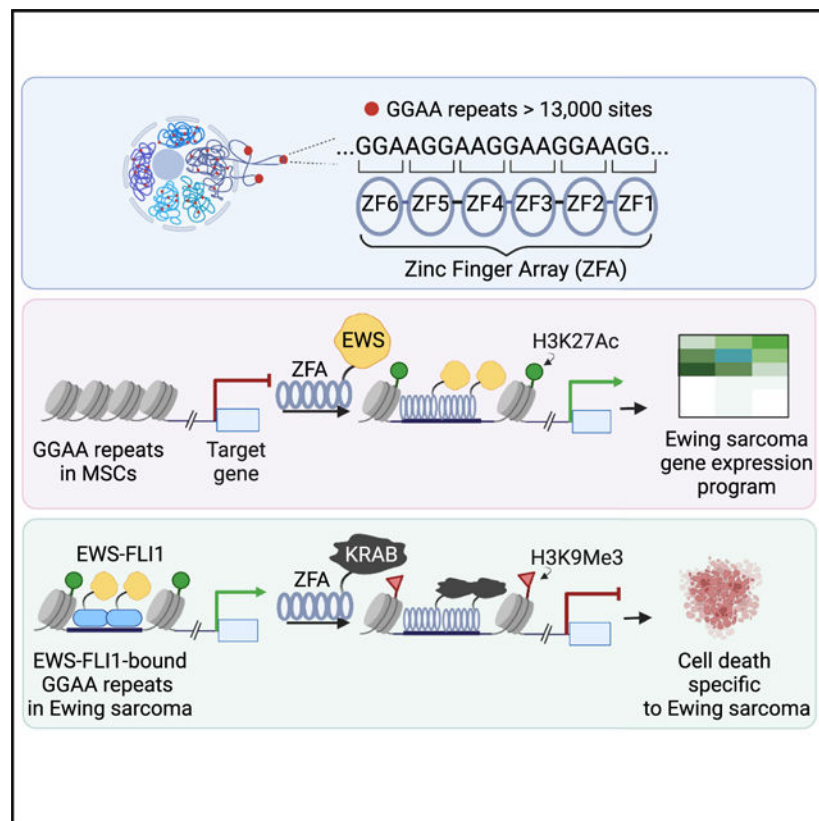 GGAA repeats > 13,000 sites
...GGAAGGAAGGAAGGAAGG...
ZF6 ZF5 ZF4 ZF3 ZF2 ZF1
Zinc Finger Array (ZFA)
EWS
ZFA
H3K27Ac
GGAA repeats
in MSCs
Target
gene
Ewing sarcoma
gene expression
program
EWS-FLI1
KRAB
ZFA
H3K9Me3
EWS-FLI1-bound
GGAA repeats
in Ewing sarcoma
Cell death
specific
to Ewing sarcoma